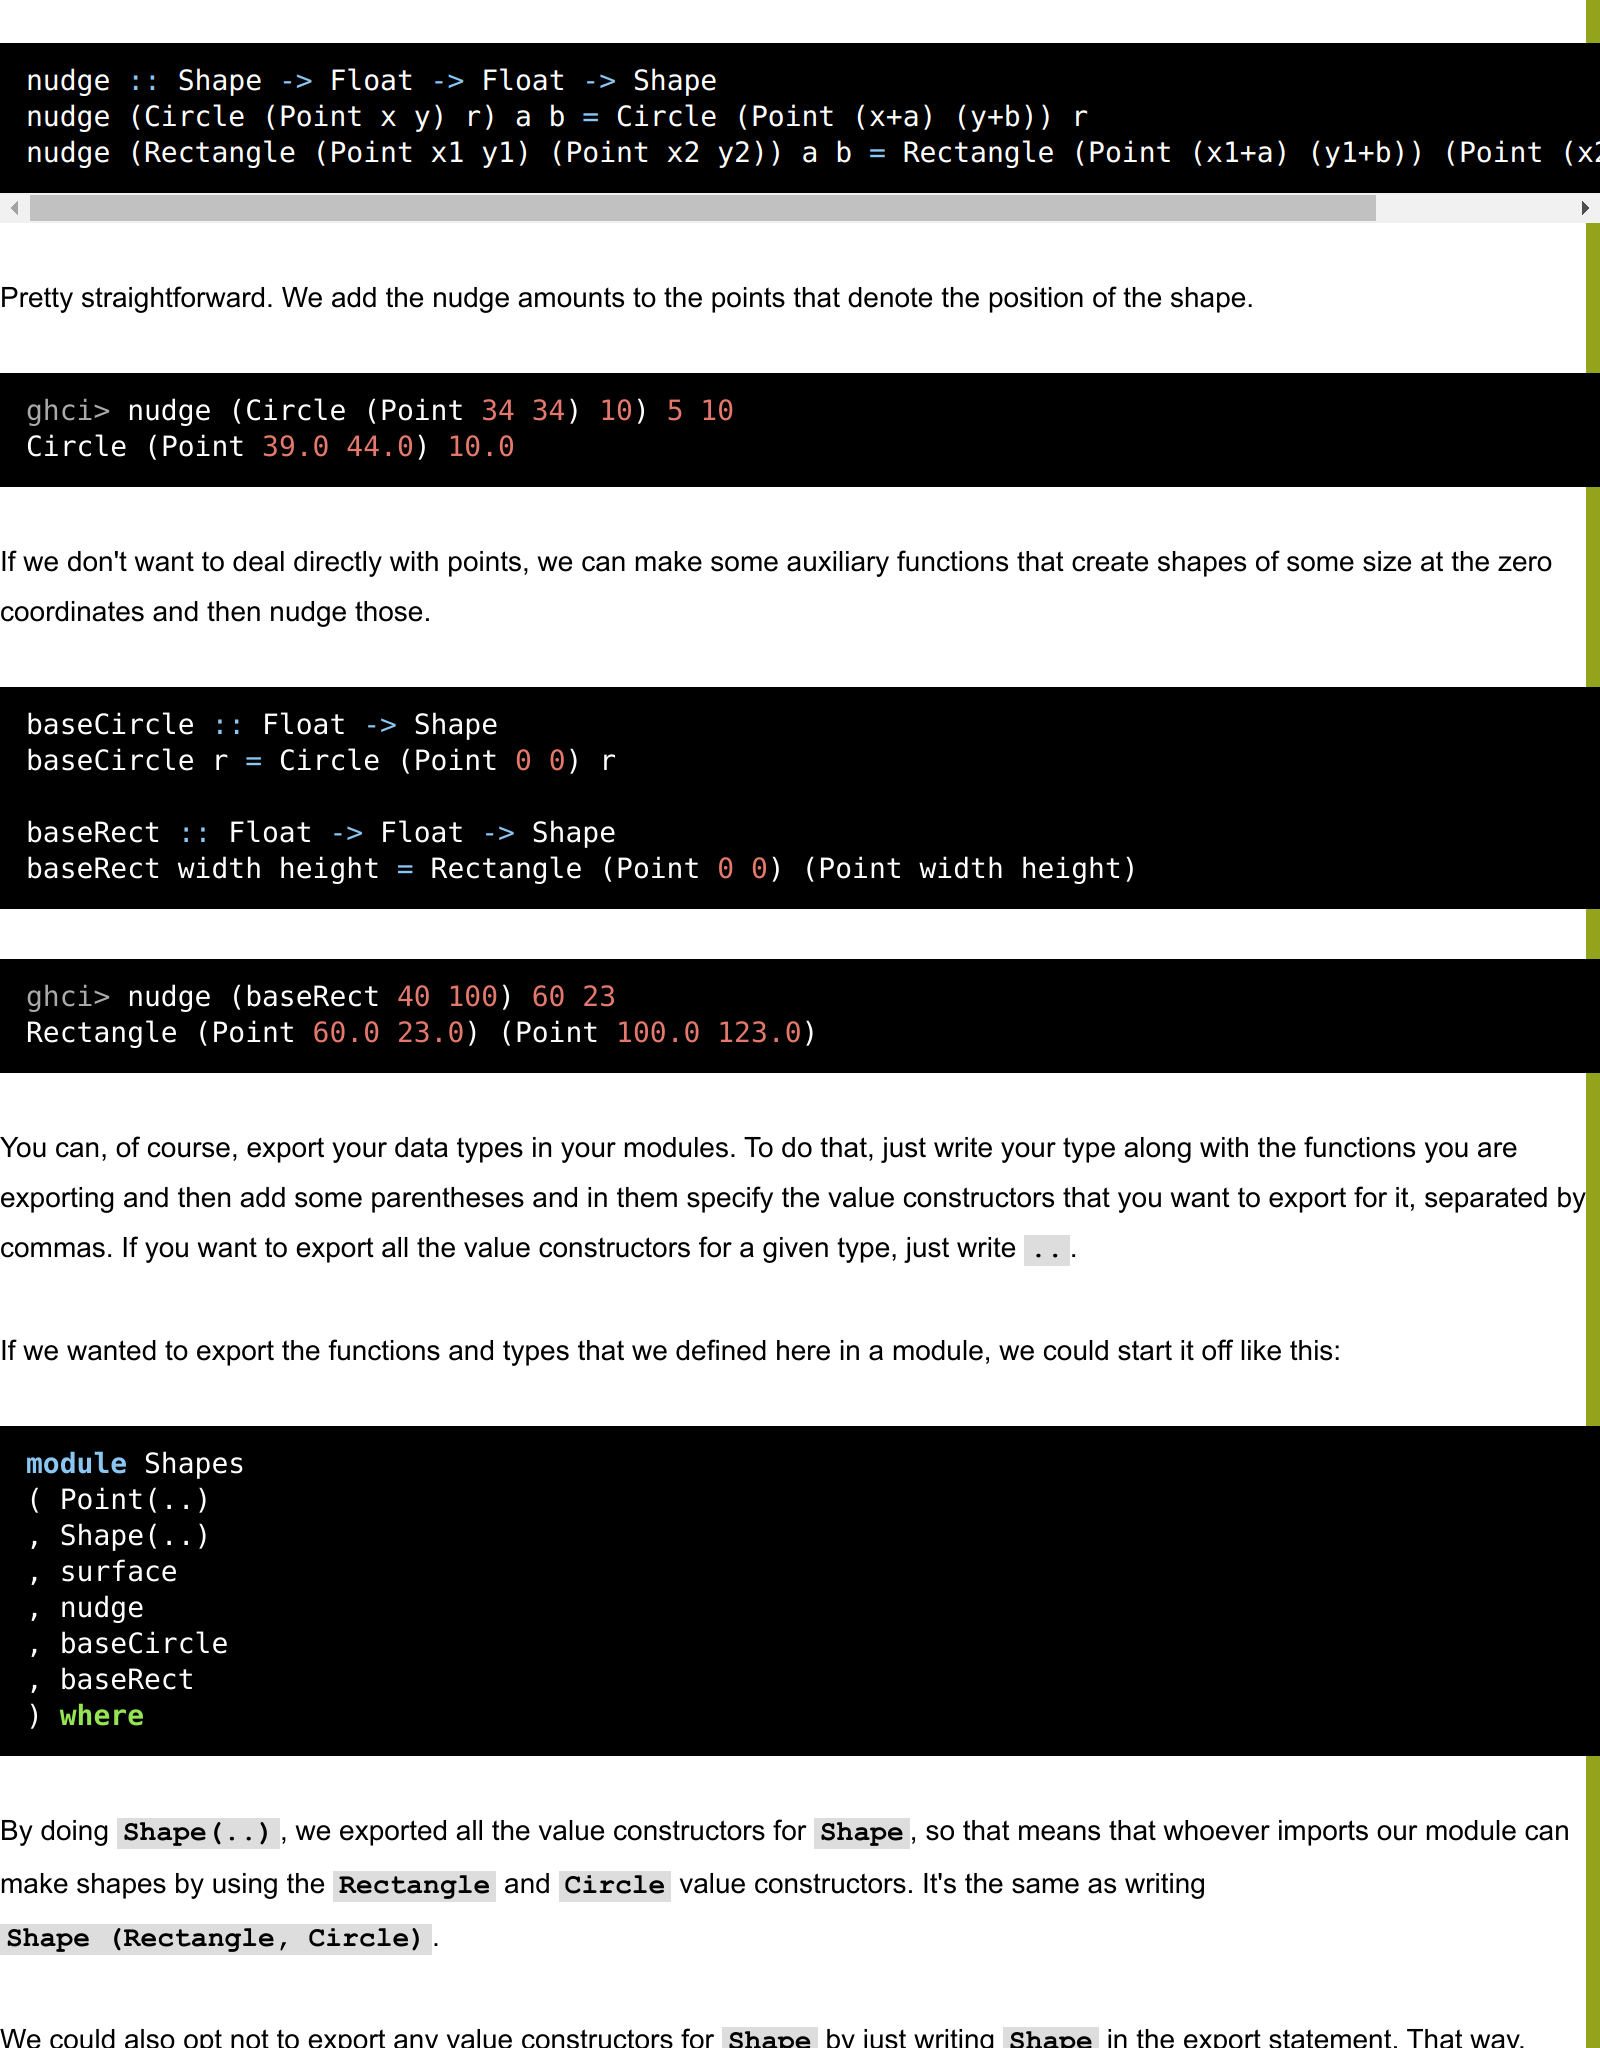 nudge :: Shape -> Float -> Float -> Shape
nudge (Circle (Point x y) r) a b = Circle (Point (x+a) (y+b)) r
nudge (Rectangle (Point x1 y1) (Point x2 y2)) a b = Rectangle (Point (x1+a) (y1+b)) (Point (x2
Pretty straightforward. We add the nudge amounts to the points that denote the position of the shape.
ghci> nudge (Circle (Point 34 34) 10) 5 10
Circle (Point 39.0 44.0) 10.0
If we don't want to deal directly with points, we can make some auxiliary functions that create shapes of some size at the zero
coordinates and then nudge those.
baseCircle :: Float -> Shape
baseCircle r = Circle (Point 0 0) r
baseRect :: Float -> Float -> Shape
baseRect width height = Rectangle (Point 0 0) (Point width height)
ghci> nudge (baseRect 40 100) 60 23
Rectangle (Point 60.0 23.0) (Point 100.0 123.0)
You can, of course, export your data types in your modules. To do that, just write your type along with the functions you are
exporting and then add some parentheses and in them specify the value constructors that you want to export for it, separated by
commas. If you want to export all the value constructors for a given type, just write ...
If we wanted to export the functions and types that we defined here in a module, we could start it off like this:
module Shapes
( Point(..)
, Shape(..)
, surface
, nudge
, baseCircle
, baseRect
) where
By doing Shape(..), we exported all the value constructors for Shape, so that means that whoever imports our module can
make shapes by using the Rectangle and Circle value constructors. It's the same as writing
Shape (Rectangle, Circle).
We could also opt not to export any value constructors for Shape by just writing Shape in the export statement. That way,